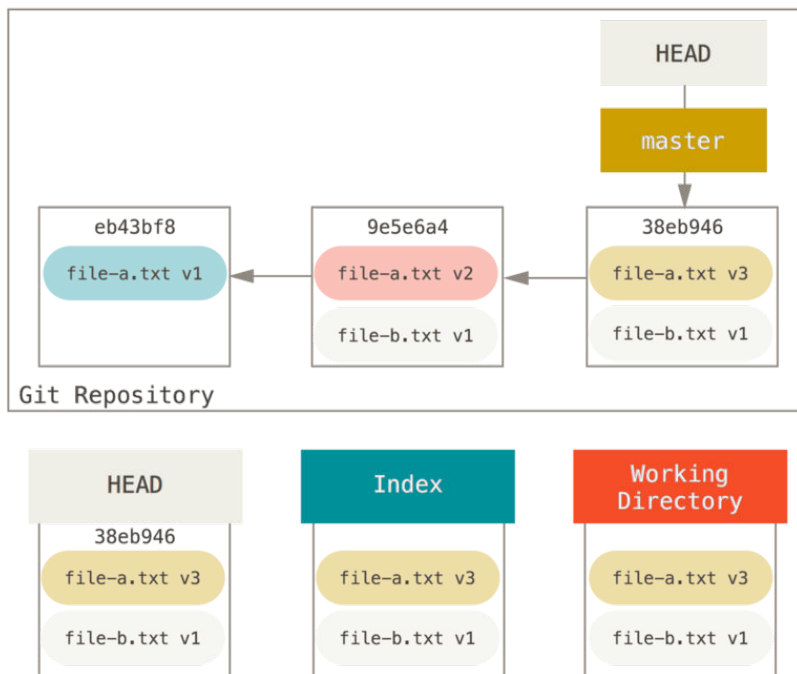 HEAD
master
eb43bf8
9e5e6a4
38eb946
file-a.txt v1
file-a.txt v2
file-a.txt v3
file-b.txt v1
file-b.txt v1
Git Repository
HEAD
Index
Working
Directory
38eb946
file-a.txt v3
file-a.txt v3
file-a.txt v3
file-b.txt v1
file-b.txt v1
file-b.txt v1